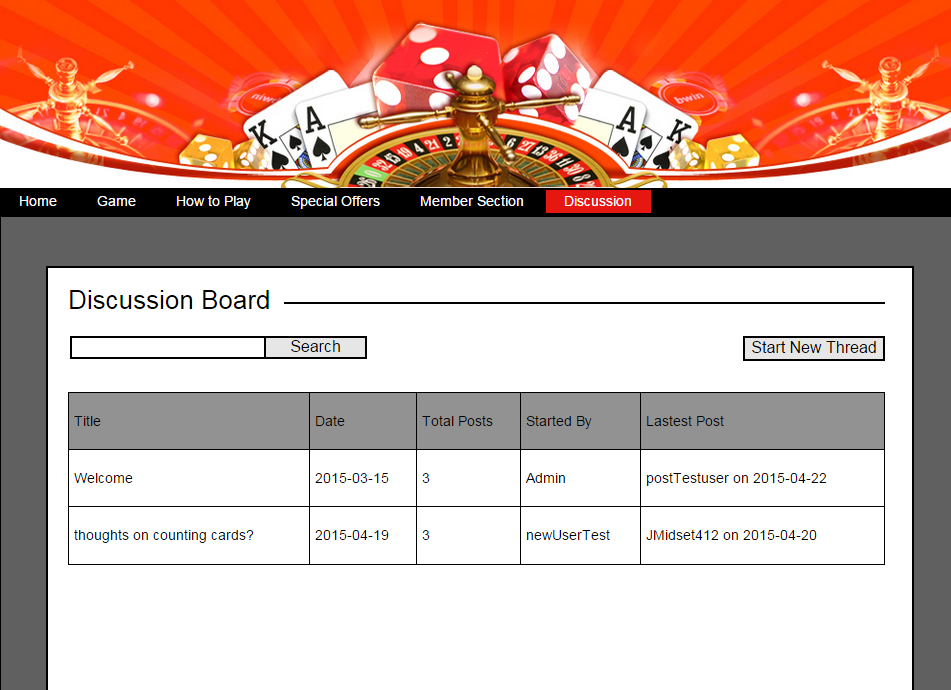 bwin
K A A K
Home Game How to Play Special Offers Member Section Discussion
Discussion Board
Search Start New Thread
Title Date Total Posts Started By Lastest Post
Welcome 2015-03-15 3 Admin postTestuser on 2015-04-22
thoughts on counting cards? 2015-04-19 3 newUserTest JMidset412 on 2015-04-20